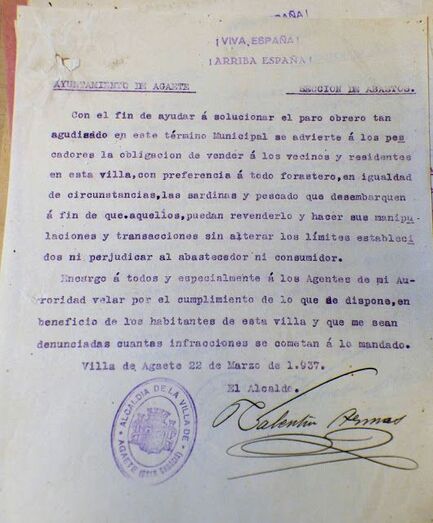 ¡VIVA, ESPAÑA!
¡ARRIBA ESPAÑA!
AYUNTAMIENTO DE AGAETE SECCION DE ABASTOS.
Con el fin de ayudar á solucionar el paro obrero tan
agudisado en este término Municipal se advierte á los pes
cadores la obligacion de vender á los vecinos y residentes
en esta villa,con preferencia á todo forastero,en igualdad
de circunstancias,las sardinas y pescado que desembarquen
á fin de que.aquellos,puedan revenderlo y hacer sus manipu
laciones y transacciones sin alterar los límites estableci
dos ni perjudicar al abastecedor ni consumidor.
Encargo á todos y especialmente á los Agentes de mi Au-
roridad velar por el cumplimiento de lo que se dispone,en
beneficio de los habitantes de esta villa y que me sean
denunciadas cuantas infracciones se cometan á lo mandado.
Villa de Agaete 22 de Marzo de 1.937.
El Alcalde.
Valentin Armas
ALCALDIA DE LA VILLA DE
AGAETE (GRAN CANARIA)